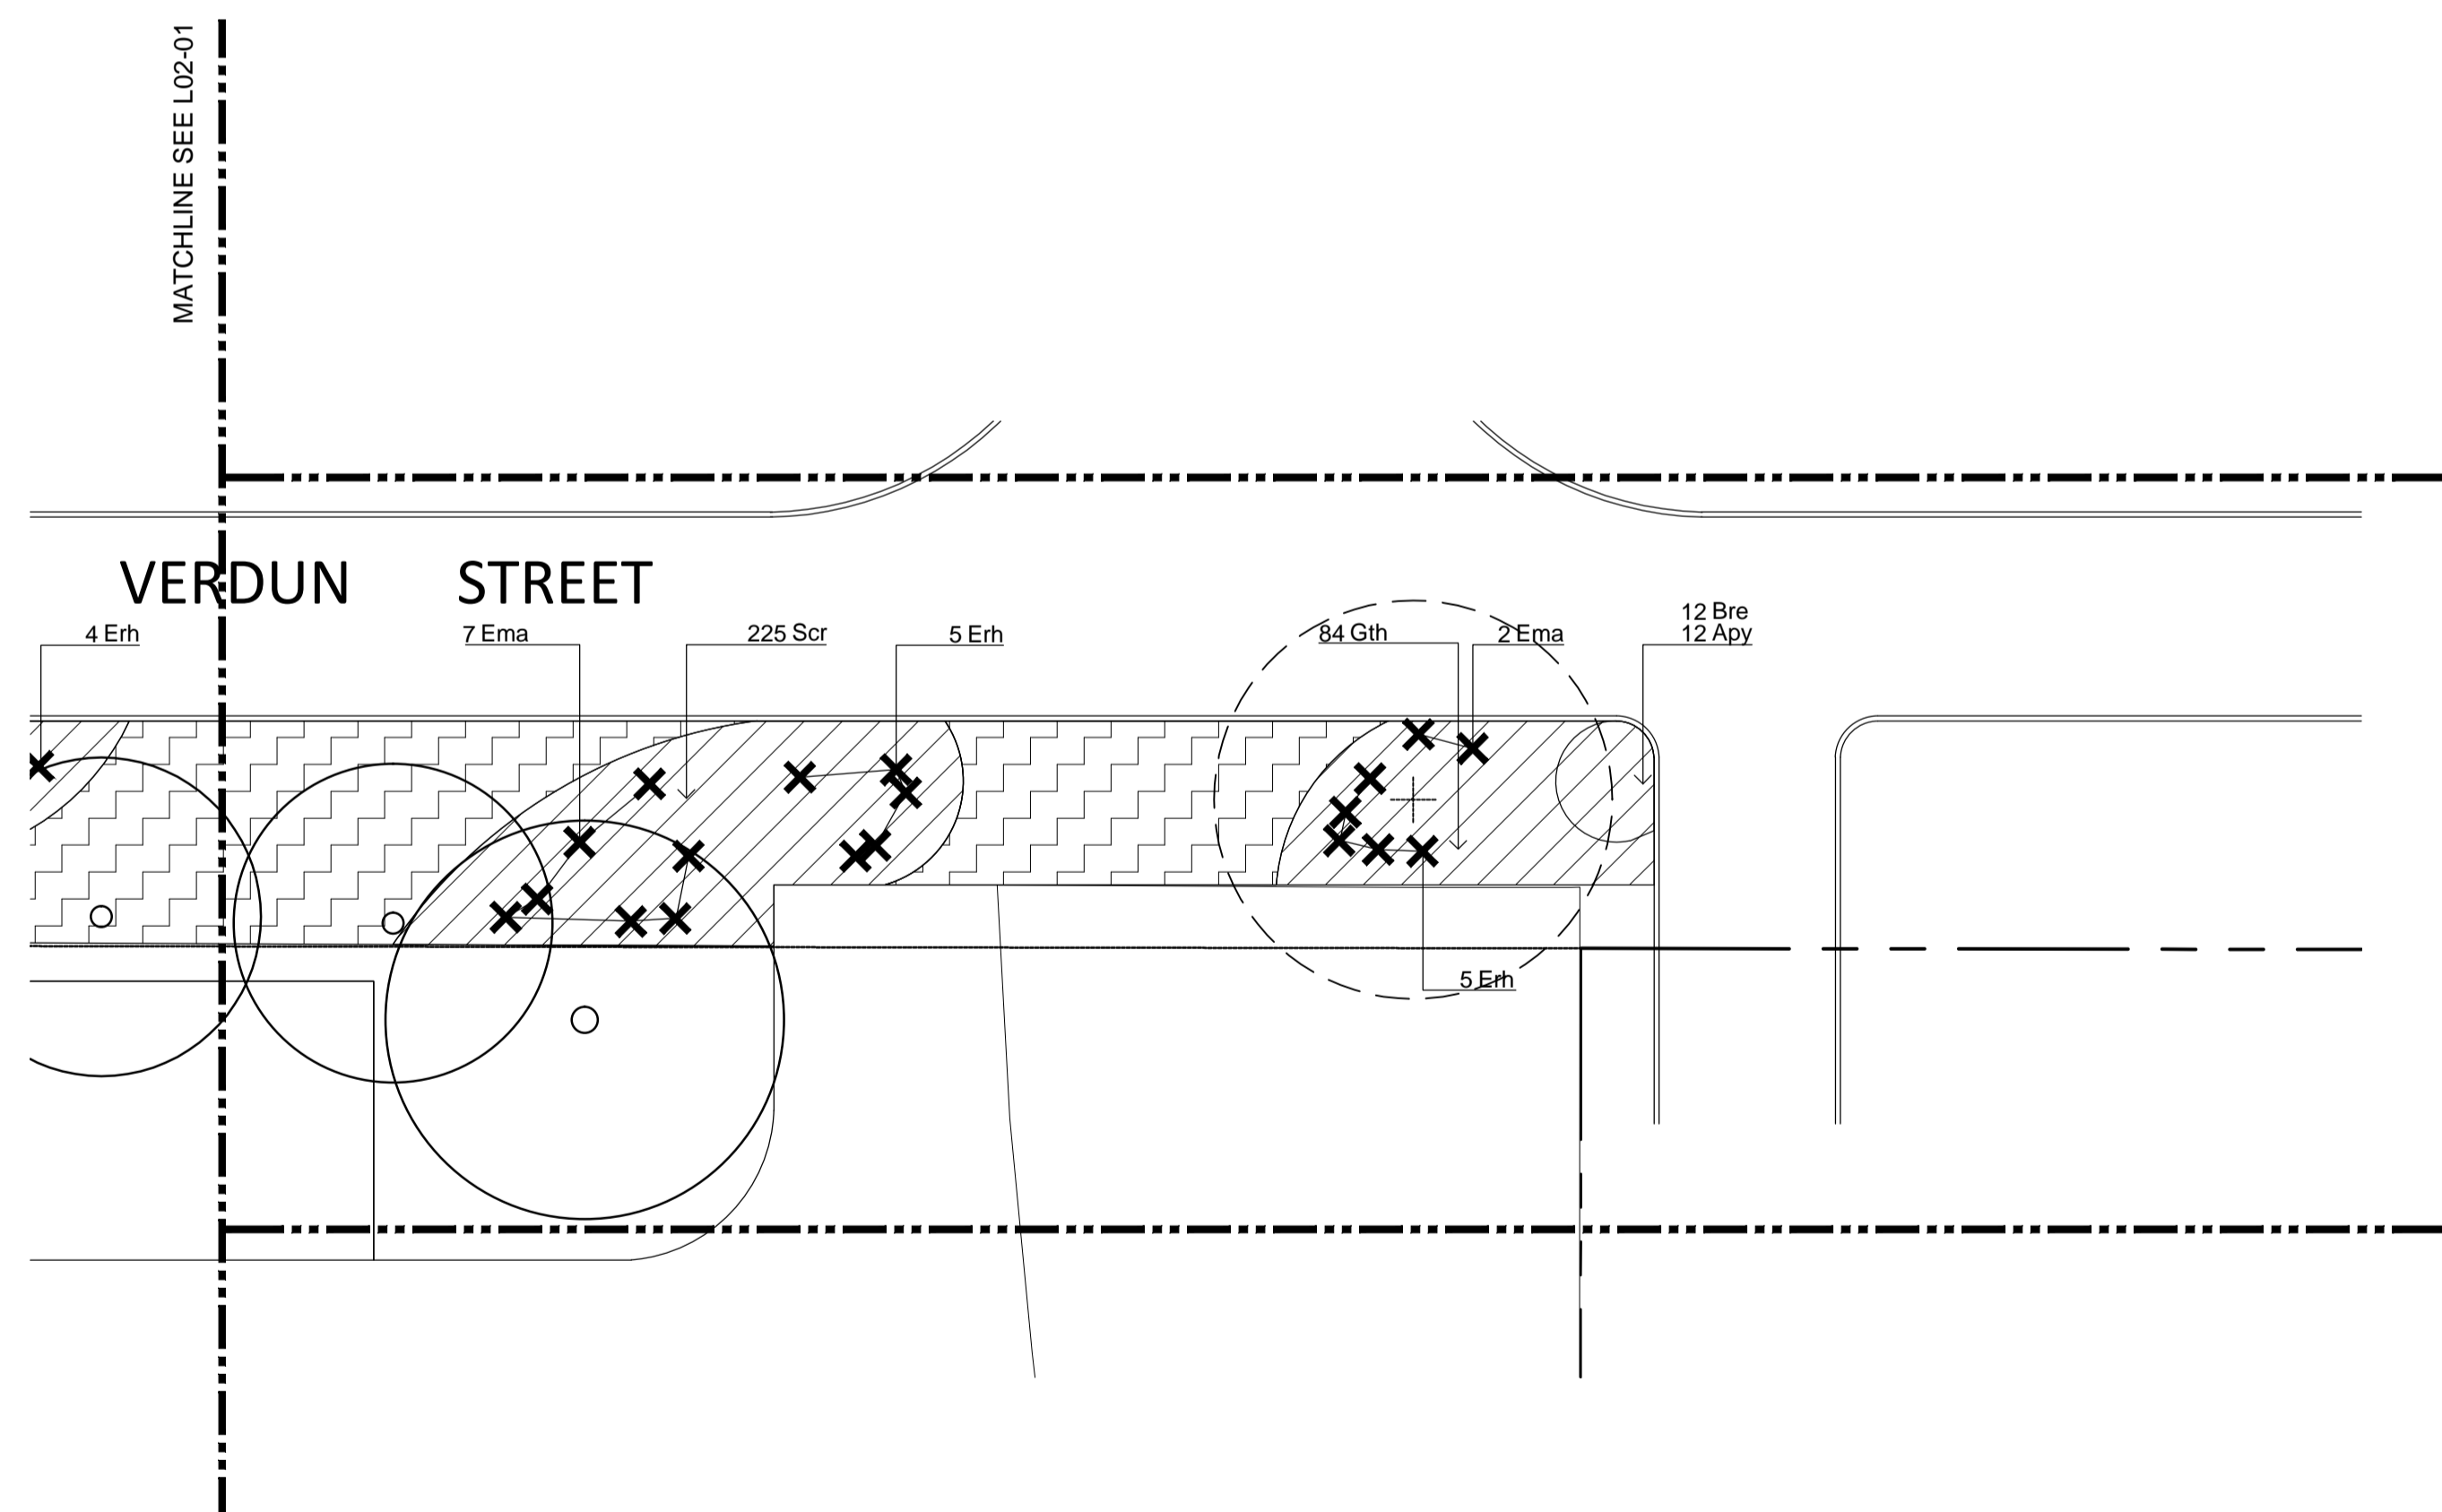 MATCHLINE SEE L02-01
VERDUN STREET
4 Erh
7 Ema
225 Scr
5 Erh
84 Gth
2 Ema
12 Bre
12 Apy
5 Erh